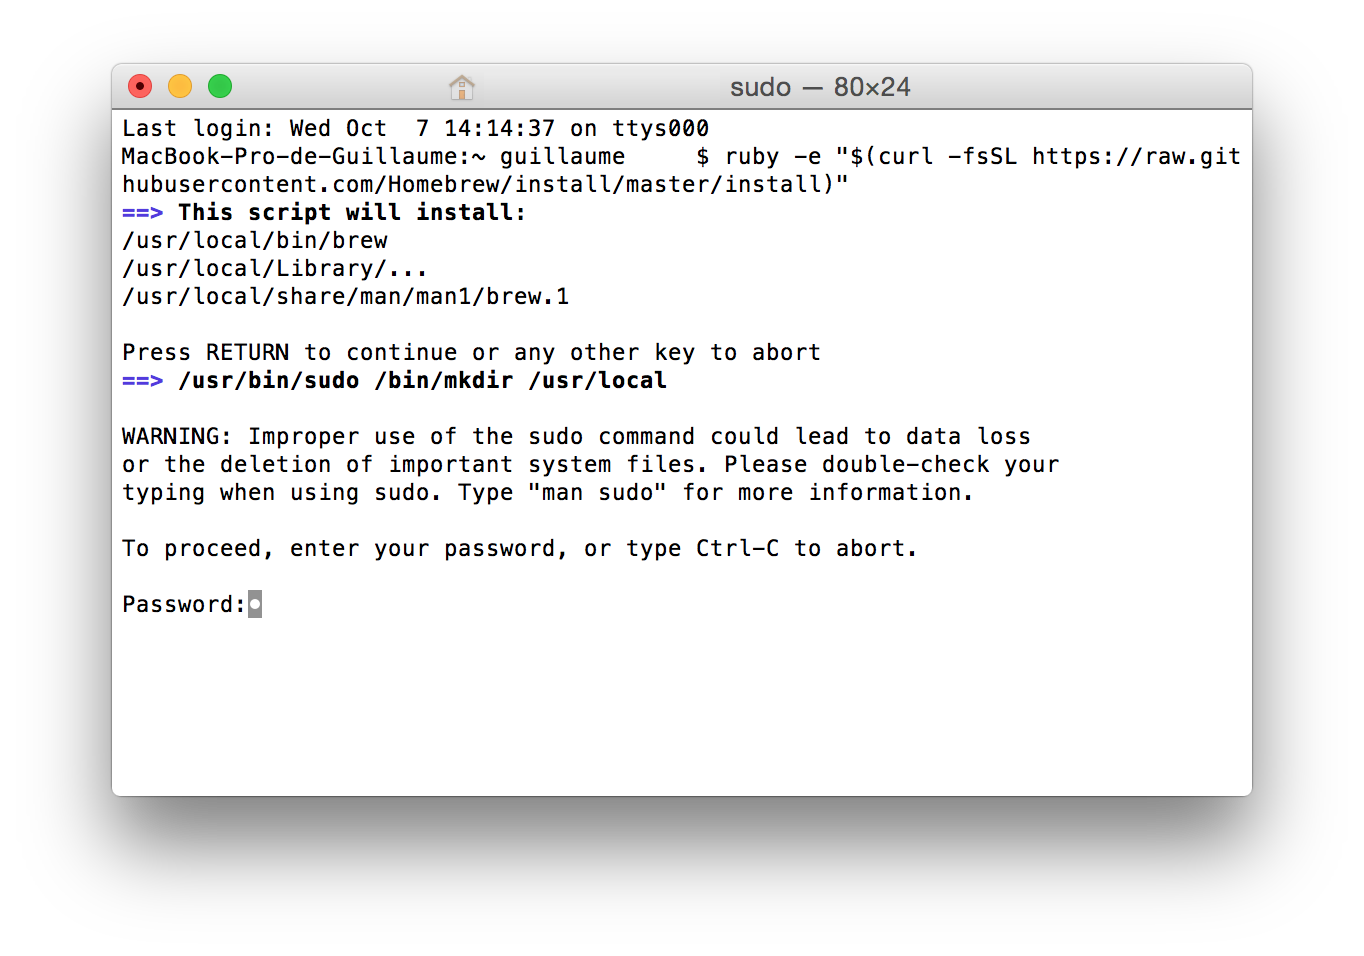 sudo — 80×24
Last login: Wed Oct  7 14:14:37 on ttys000
MacBook-Pro-de-Guillaume:~ guillaume     $ ruby -e "$(curl -fsSL https://raw.git
hubusercontent.com/Homebrew/install/master/install)"
==> This script will install:
/usr/local/bin/brew
/usr/local/Library/...
/usr/local/share/man/man1/brew.1
Press RETURN to continue or any other key to abort
==> /usr/bin/sudo /bin/mkdir /usr/local
WARNING: Improper use of the sudo command could lead to data loss
or the deletion of important system files. Please double-check your
typing when using sudo. Type "man sudo" for more information.
To proceed, enter your password, or type Ctrl-C to abort.
Password: